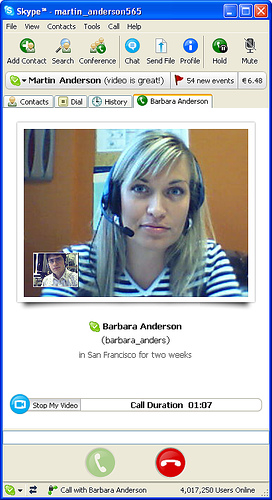 Skype™ - martin_anderson565
File View Contacts Tools Call Help
Add Contact Search Conference Chat Send File Profile Hold Mute
Martin Anderson (video is great!) 54 new events € 6.48
Contacts Dial History Barbara Anderson
Barbara Anderson
(barbara_anders)
in San Francisco for two weeks
Stop My Video Call Duration 01:07
Call with Barbara Anderson 4,017,250 Users Online